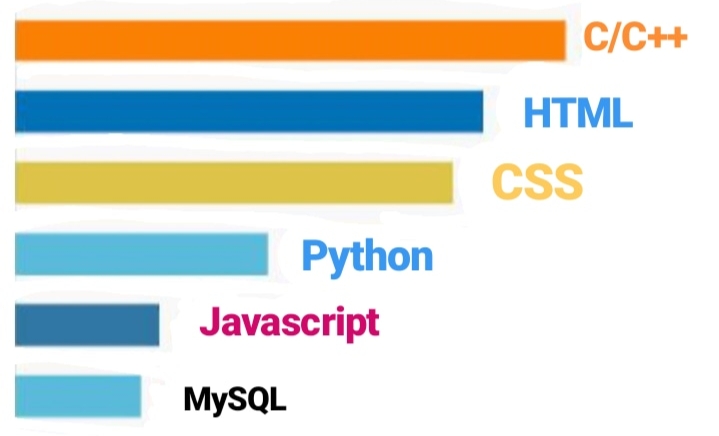 C/C++
HTML
CSS
Python
Javascript
MySQL